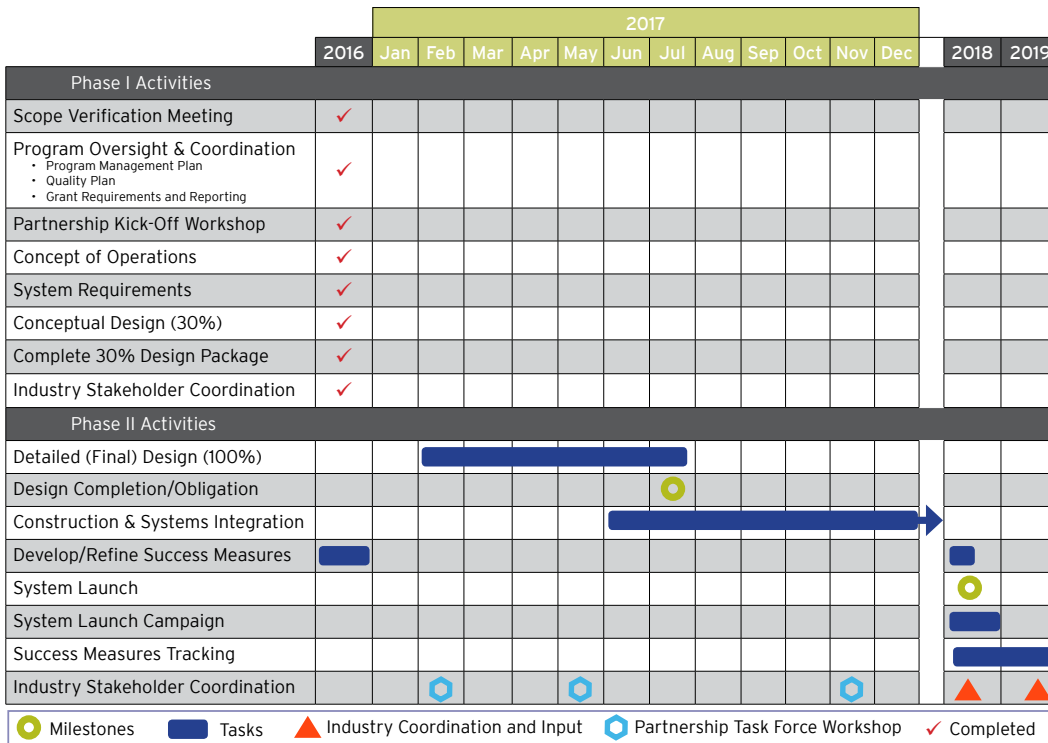 2017
2016 Jan Feb Mar Apr May Jun Jul Aug Sep Oct Nov Dec 2018 2019
Phase I Activities
Scope Verification Meeting
Program Oversight & Coordination
• Program Management Plan
• Quality Plan
• Grant Requirements and Reporting
Partnership Kick-Off Workshop
Concept of Operations
System Requirements
Conceptual Design (30%)
Complete 30% Design Package
Industry Stakeholder Coordination
Phase II Activities
Detailed (Final) Design (100%)
Design Completion/Obligation
Construction & Systems Integration
Develop/Refine Success Measures
System Launch
System Launch Campaign
Success Measures Tracking
Industry Stakeholder Coordination
Milestones Tasks Industry Coordination and Input Partnership Task Force Workshop ✓ Completed